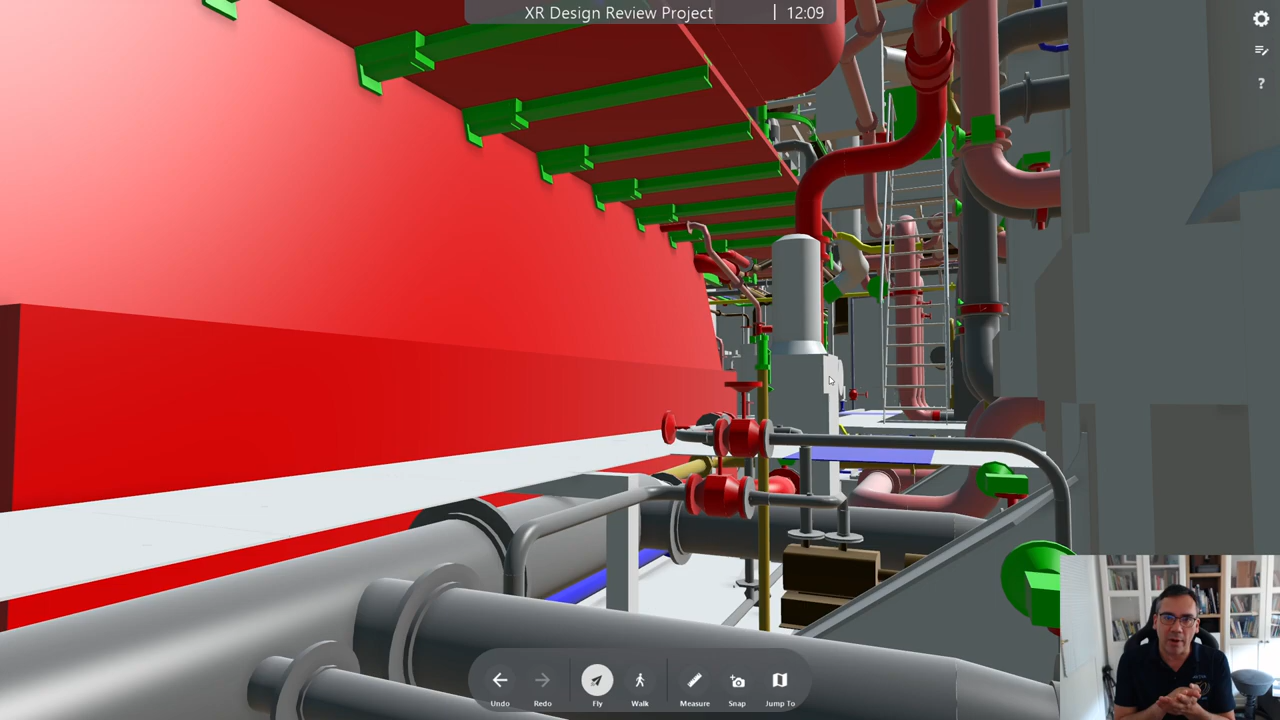 XR Design Review Project | 12:09
?
Undo Redo Fly Walk Measure Snap Jump To